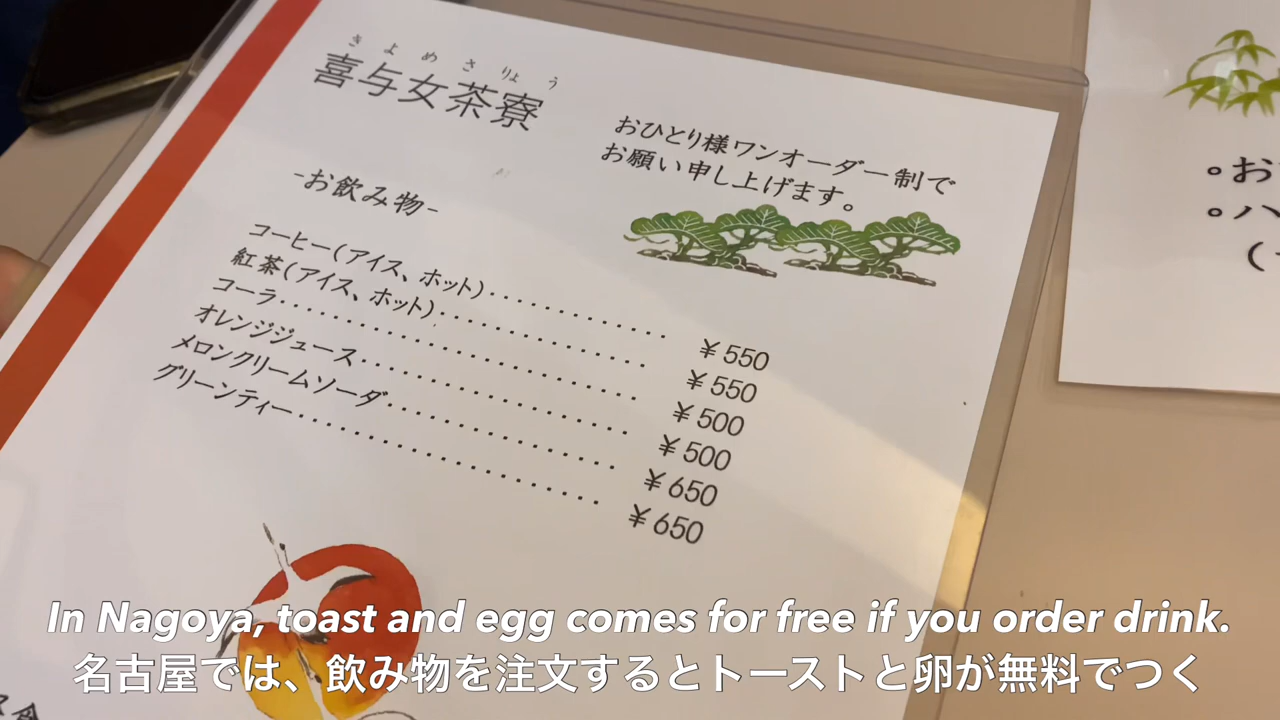 きよめさりょう
喜与女茶寮
おひとり様ワンオーダー制で
お願い申し上げます。
-お飲み物-
コーヒー(アイス、ホット)・・・・・・・・・・・・ ¥550
紅茶(アイス、ホット)・・・・・・・・・・・・・・ ¥550
コーラ・・・・・・・・・・・・・・・・・・・・・ ¥500
オレンジジュース・・・・・・・・・・・・・・・・・ ¥500
メロンクリームソーダ・・・・・・・・・・・・・・・ ¥650
グリーンティー・・・・・・・・・・・・・・・・・・ ¥650
。お
。ハ
(
食
In Nagoya, toast and egg comes for free if you order drink.
名古屋では、飲み物を注文するとトーストと卵が無料でつく